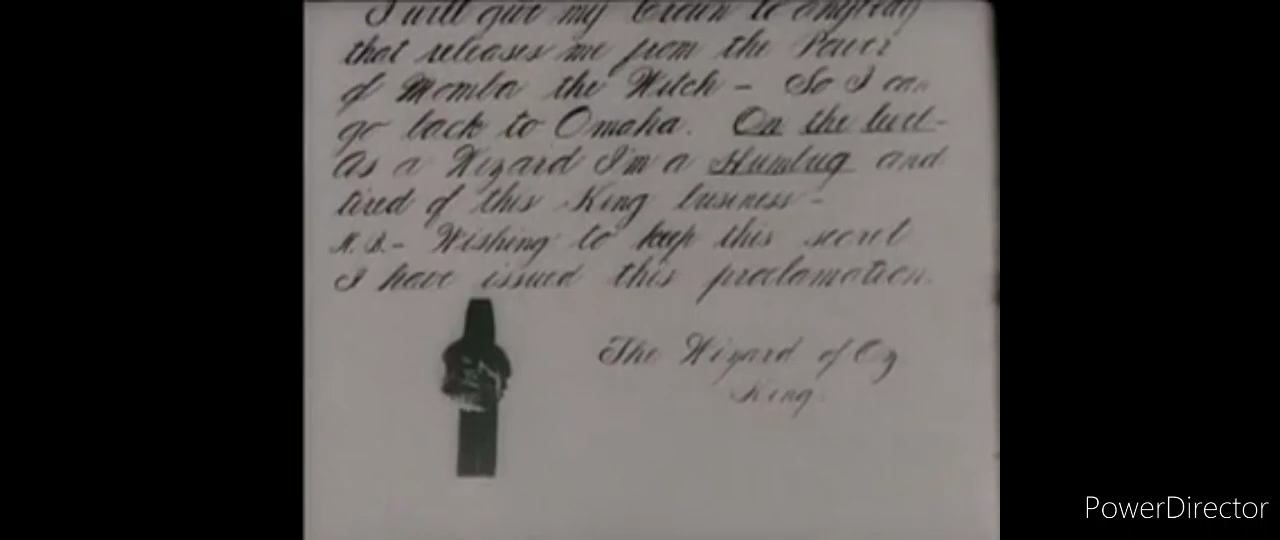 I will give my Crown to anybody
that releases me from the Power
of Momba the Witch - So I can
go back to Omaha. On the level -
As a Wizard I'm a Humbug and
tired of this King business -
N.B. - Wishing to keep this secret
I have issued this proclamation.
The Wizard of Oz
King.
PowerDirector